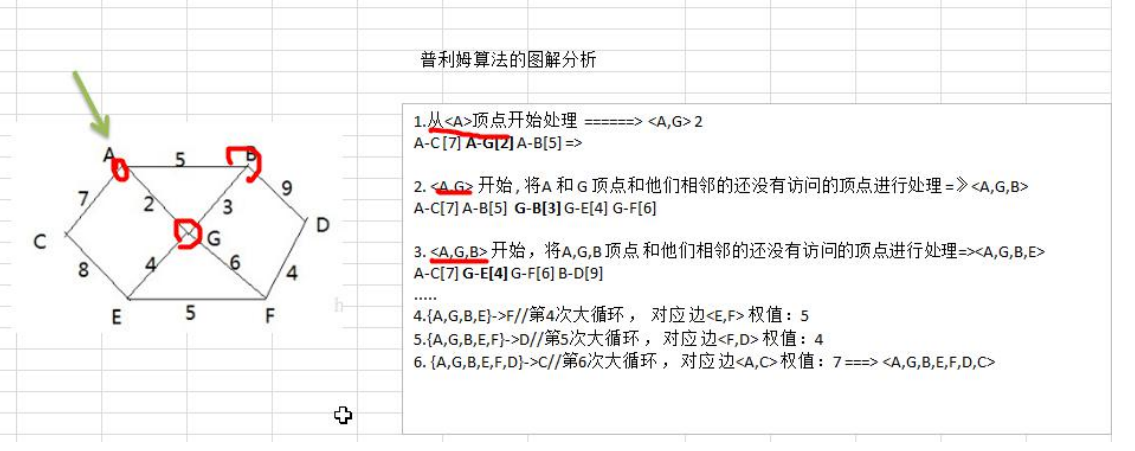 普利姆算法的图解分析
1.从<A>顶点开始处理 ======> <A,G> 2
A-C [7] A-G[2] A-B[5] =>
2. <A,G> 开始 , 将A 和 G 顶点和他们相邻的还没有访问的顶点进行处理 =》<A,G,B>
A-C[7] A-B[5] G-B[3] G-E[4] G-F[6]
3. <A,G,B> 开始，将A,G,B 顶点 和他们相邻的还没有访问的顶点进行处理=><A,G,B,E>
A-C[7] G-E[4] G-F[6] B-D[9]
.....
4.{A,G,B,E}->F//第4次大循环 ， 对应 边<E,F> 权值：5
5.{A,G,B,E,F}->D//第5次大循环 ， 对应边<F,D> 权值：4
6. {A,G,B,E,F,D}->C//第6次大循环 ，对应边<A,C> 权值：7 ===> <A,G,B,E,F,D,C>
A
5
B
7
2
3
9
C
G
D
8
4
6
4
E
5
F
h